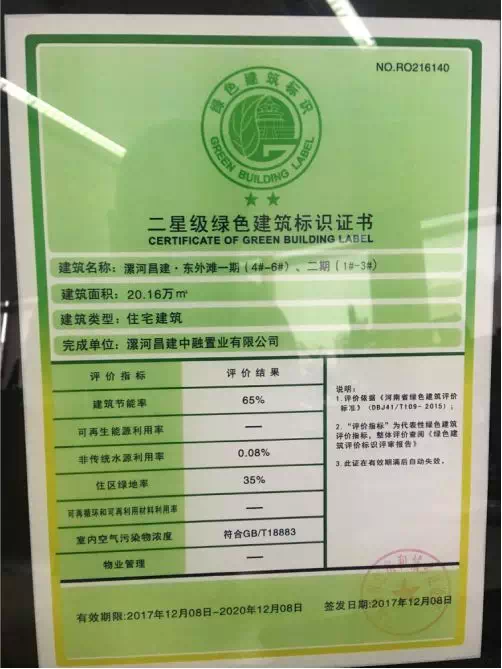 NO.RO216140
绿色建筑标识
GREEN BUILDING LABEL
二星级绿色建筑标识证书
CERTIFICATE OF GREEN BUILDING LABEL
建筑名称：漯河昌建·东外滩一期（4#-6#）、二期（1#-3#）
建筑面积：20.16万㎡
建筑类型：住宅建筑
完成单位：漯河昌建中融置业有限公司
评价指标 评价结果
建筑节能率 65%
可再生能源利用率 —
非传统水源利用率 0.08%
住区绿地率 35%
可再循环和可再利用材料利用率 —
室内空气污染物浓度 符合GB/T18883
物业管理 —
说明：
1.评价依据《河南省绿色建筑评价
标准》（DBJ41/T109-2015）；
2.“评价指标”为代表性绿色建筑
评价指标，整体评价查阅《绿色建
筑评价标识评审报告》
3.此证在有效期满后自动失效。
有效期限：2017年12月08日-2020年12月08日
签发日期：2017年12月08日